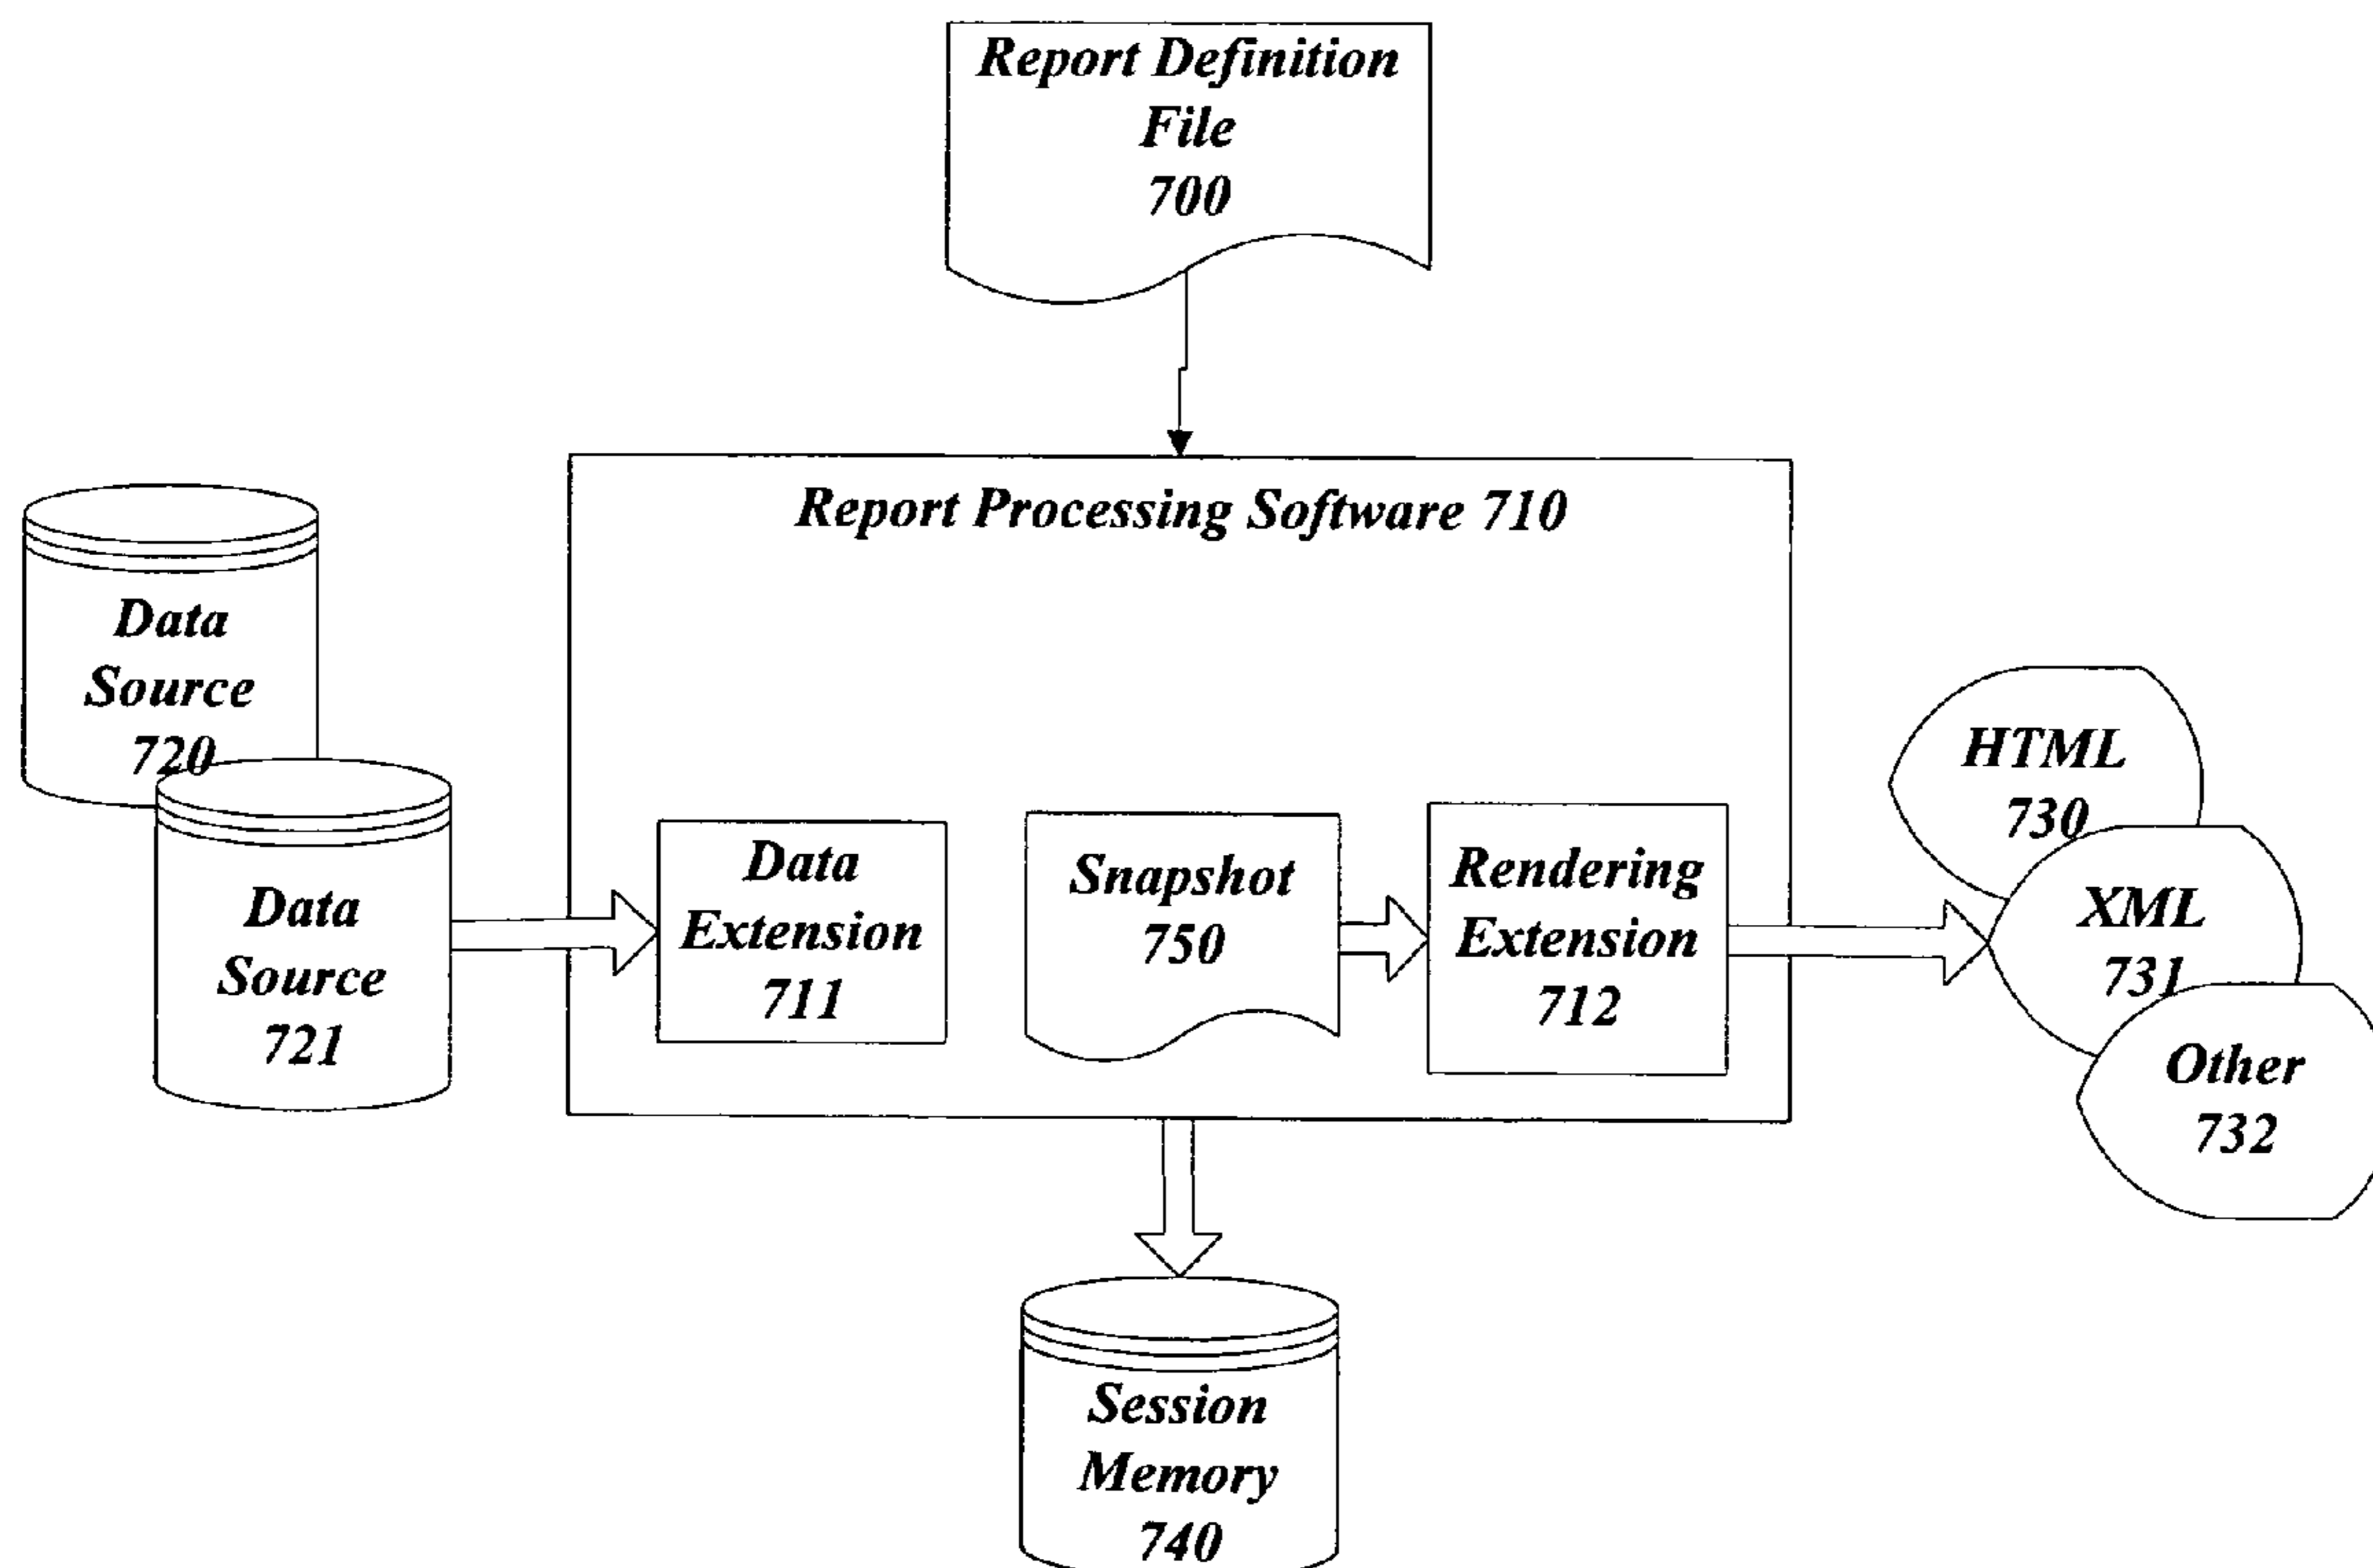 Report Definition
File
700
Report Processing Software 710
Data
Source
720
Data
Source
721
Data
Extension
711
Snapshot
750
Rendering
Extension
712
HTML
730
XML
731
Other
732
Session
Memory
740